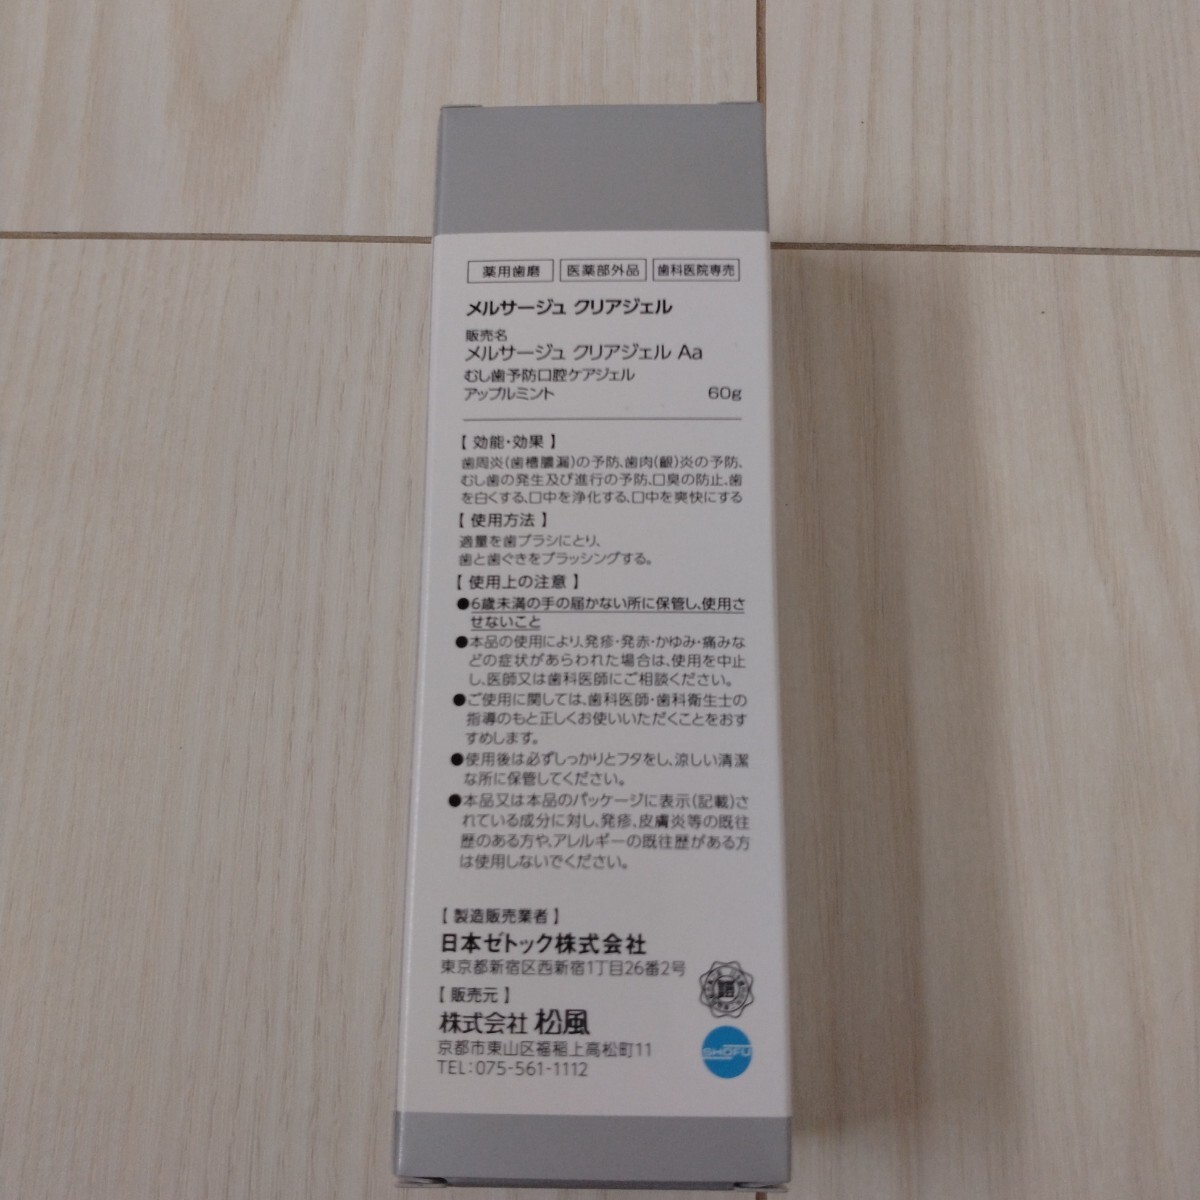 薬用歯磨 医薬部外品 歯科医院専売
メルサージュ クリアジェル
販売名
メルサージュ クリアジェル Aa
むし歯予防口腔ケアジェル
アップルミント 60g
【 効能・効果 】
歯周炎(歯槽膿漏)の予防、歯肉(齦)炎の予防、
むし歯の発生及び進行の予防、口臭の防止、歯
を白くする、口中を浄化する、口中を爽快にする
【 使用方法 】
適量を歯ブラシにとり、
歯と歯ぐきをブラッシングする。
【 使用上の注意 】
●6歳未満の手の届かない所に保管し、使用さ
せないこと
●本品の使用により、発疹・発赤・かゆみ・痛みな
どの症状があらわれた場合は、使用を中止
し、医師又は歯科医師にご相談ください。
●ご使用に関しては、歯科医師・歯科衛生士の
指導のもと正しくお使いいただくことをおす
すめします。
●使用後は必ずしっかりとフタをし、涼しい清潔
な所に保管してください。
●本品又は本品のパッケージに表示(記載)さ
れている成分に対し、発疹、皮膚炎等の既往
歴のある方や、アレルギーの既往歴がある方
は使用しないでください。
【 製造販売業者 】
日本ゼトック株式会社
東京都新宿区西新宿1丁目26番2号
【 販売元 】
株式会社 松風
京都市東山区福稲上高松町11
TEL:075-561-1112
SHOFU